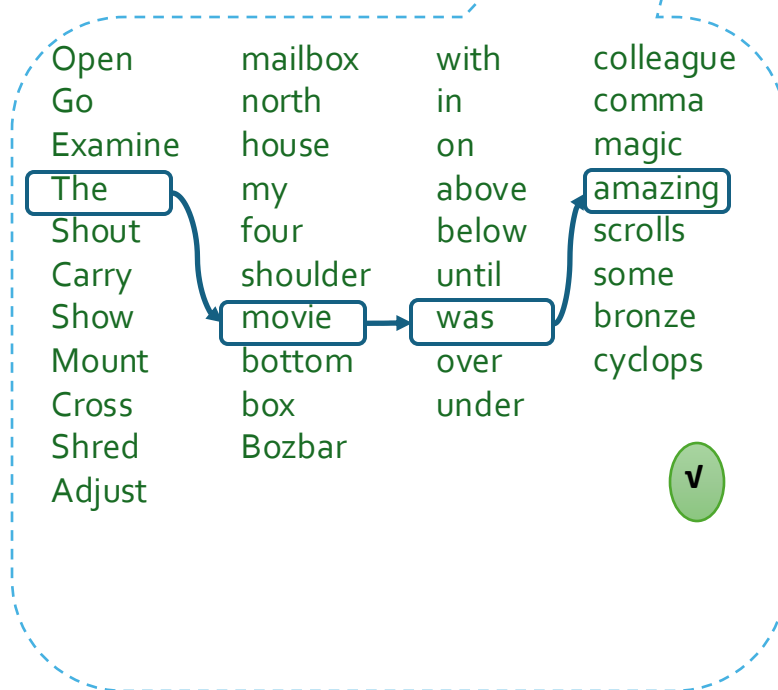 Open mailbox with colleague
Go north in comma
Examine house on magic
The my above amazing
Shout four below scrolls
Carry shoulder until some
Show movie was bronze
Mount bottom over cyclops
Cross box under
Shred Bozbar
Adjust
√